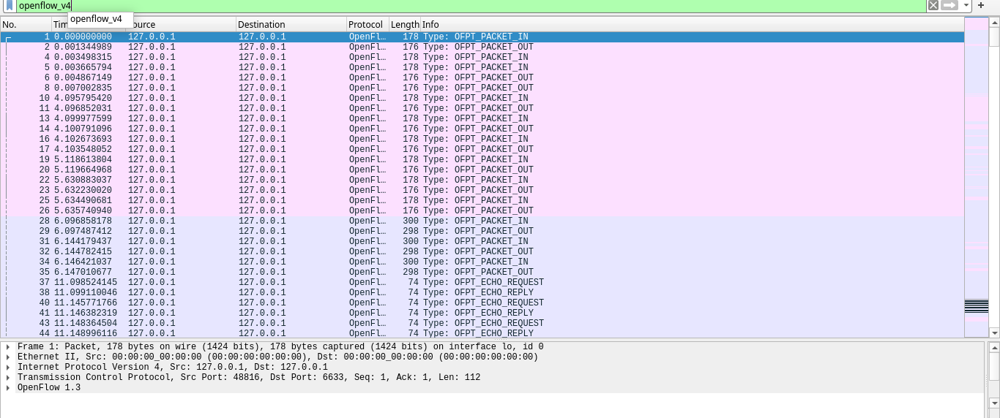 openflow_v4
openflow_v4
No. Tim ource Destination Protocol Length Info
1 0.000000000 127.0.0.1 127.0.0.1 OpenFl… 178 Type: OFPT_PACKET_IN
2 0.001344989 127.0.0.1 127.0.0.1 OpenFl… 176 Type: OFPT_PACKET_OUT
4 0.003498315 127.0.0.1 127.0.0.1 OpenFl… 178 Type: OFPT_PACKET_IN
5 0.003665794 127.0.0.1 127.0.0.1 OpenFl… 178 Type: OFPT_PACKET_IN
6 0.004867149 127.0.0.1 127.0.0.1 OpenFl… 176 Type: OFPT_PACKET_OUT
8 0.007002835 127.0.0.1 127.0.0.1 OpenFl… 176 Type: OFPT_PACKET_OUT
10 4.095795420 127.0.0.1 127.0.0.1 OpenFl… 178 Type: OFPT_PACKET_IN
11 4.096852031 127.0.0.1 127.0.0.1 OpenFl… 176 Type: OFPT_PACKET_OUT
13 4.099977599 127.0.0.1 127.0.0.1 OpenFl… 178 Type: OFPT_PACKET_IN
14 4.100791096 127.0.0.1 127.0.0.1 OpenFl… 176 Type: OFPT_PACKET_OUT
16 4.102673693 127.0.0.1 127.0.0.1 OpenFl… 178 Type: OFPT_PACKET_IN
17 4.103548052 127.0.0.1 127.0.0.1 OpenFl… 176 Type: OFPT_PACKET_OUT
19 5.118613804 127.0.0.1 127.0.0.1 OpenFl… 178 Type: OFPT_PACKET_IN
20 5.119664968 127.0.0.1 127.0.0.1 OpenFl… 176 Type: OFPT_PACKET_OUT
22 5.630883037 127.0.0.1 127.0.0.1 OpenFl… 178 Type: OFPT_PACKET_IN
23 5.632230020 127.0.0.1 127.0.0.1 OpenFl… 176 Type: OFPT_PACKET_OUT
25 5.634490681 127.0.0.1 127.0.0.1 OpenFl… 178 Type: OFPT_PACKET_IN
26 5.635740940 127.0.0.1 127.0.0.1 OpenFl… 176 Type: OFPT_PACKET_OUT
28 6.096858178 127.0.0.1 127.0.0.1 OpenFl… 300 Type: OFPT_PACKET_IN
29 6.097487412 127.0.0.1 127.0.0.1 OpenFl… 298 Type: OFPT_PACKET_OUT
31 6.144179437 127.0.0.1 127.0.0.1 OpenFl… 300 Type: OFPT_PACKET_IN
32 6.144782415 127.0.0.1 127.0.0.1 OpenFl… 298 Type: OFPT_PACKET_OUT
34 6.146421037 127.0.0.1 127.0.0.1 OpenFl… 300 Type: OFPT_PACKET_IN
35 6.147010677 127.0.0.1 127.0.0.1 OpenFl… 298 Type: OFPT_PACKET_OUT
37 11.098524145 127.0.0.1 127.0.0.1 OpenFl… 74 Type: OFPT_ECHO_REQUEST
38 11.099110046 127.0.0.1 127.0.0.1 OpenFl… 74 Type: OFPT_ECHO_REPLY
40 11.145771766 127.0.0.1 127.0.0.1 OpenFl… 74 Type: OFPT_ECHO_REQUEST
41 11.146382319 127.0.0.1 127.0.0.1 OpenFl… 74 Type: OFPT_ECHO_REPLY
43 11.148364504 127.0.0.1 127.0.0.1 OpenFl… 74 Type: OFPT_ECHO_REQUEST
44 11.148996116 127.0.0.1 127.0.0.1 OpenFl… 74 Type: OFPT_ECHO_REPLY
Frame 1: Packet, 178 bytes on wire (1424 bits), 178 bytes captured (1424 bits) on interface lo, id 0
Ethernet II, Src: 00:00:00_00:00:00 (00:00:00:00:00:00), Dst: 00:00:00_00:00:00 (00:00:00:00:00:00)
Internet Protocol Version 4, Src: 127.0.0.1, Dst: 127.0.0.1
Transmission Control Protocol, Src Port: 48816, Dst Port: 6633, Seq: 1, Ack: 1, Len: 112
OpenFlow 1.3